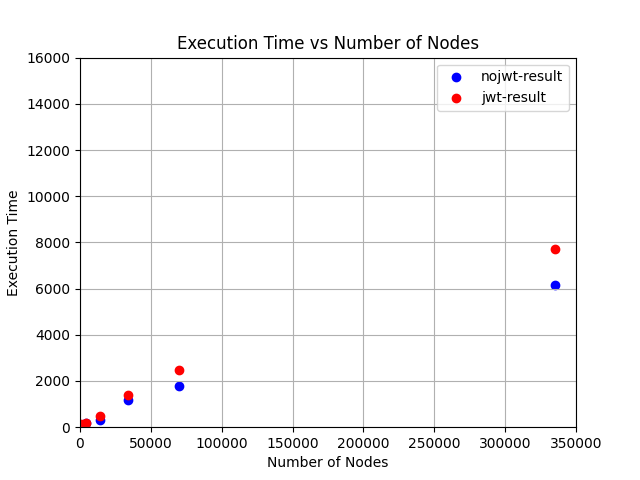 Execution Time vs Number of Nodes
16000
14000
12000
10000
8000
6000
4000
2000
0
Execution Time
nojwt-result
jwt-result
0 50000 100000 150000 200000 250000 300000 350000
Number of Nodes